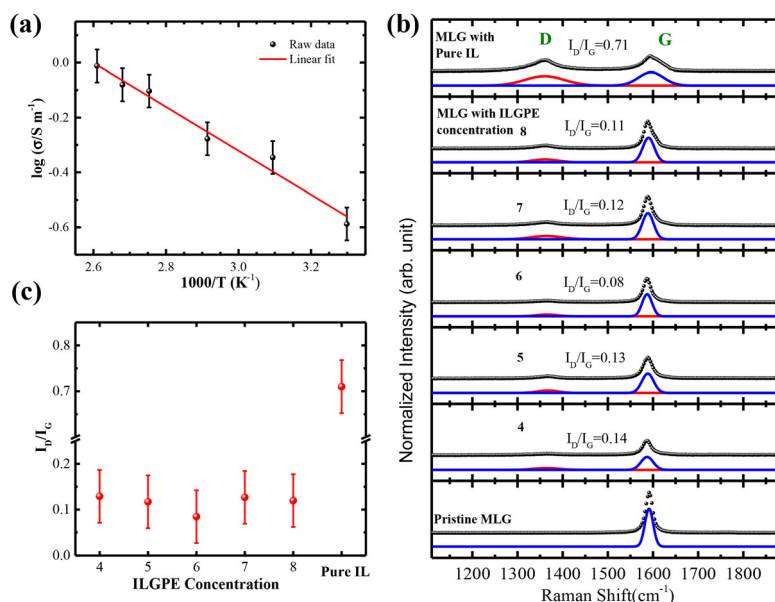 (a)
Raw data
Linear fit
log (σ/S m⁻¹)
0.0
-0.2
-0.4
-0.6
2.6 2.8 3.0 3.2
1000/T (K⁻¹)
(c)
I_D/I_G
0.8
0.7
0.2
0.1
0.0
4 5 6 7 8 Pure IL
ILGPE Concentration
(b)
Normalized Intensity (arb. unit)
MLG with
Pure IL
D
I_D/I_G=0.71
G
MLG with ILGPE
concentration 8
I_D/I_G=0.11
7
I_D/I_G=0.12
6
I_D/I_G=0.08
5
I_D/I_G=0.13
4
I_D/I_G=0.14
Pristine MLG
1200 1300 1400 1500 1600 1700 1800
Raman Shift(cm⁻¹)